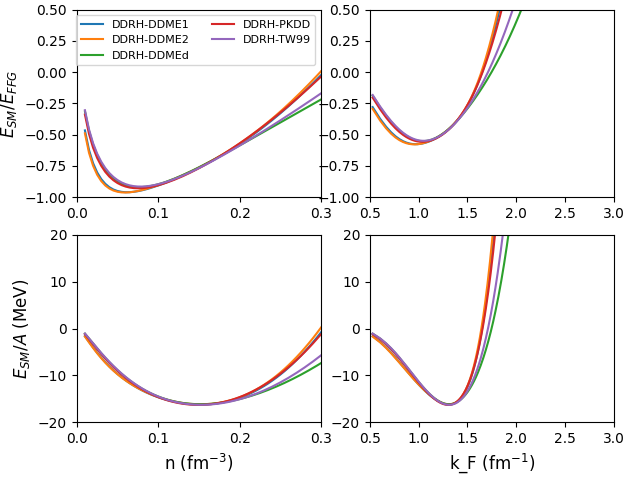 0.50
0.25
0.00
−0.25
−0.50
−0.75
−1.00
E_SM/E_FFG
DDRH-DDME1
DDRH-DDME2
DDRH-DDMEd
DDRH-PKDD
DDRH-TW99
0.0 0.1 0.2 0.3
0.50
0.25
0.00
−0.25
−0.50
−0.75
−1.00
0.5 1.0 1.5 2.0 2.5 3.0
20
10
0
−10
−20
E_SM/A (MeV)
0.0 0.1 0.2 0.3
n (fm⁻³)
20
10
0
−10
−20
0.5 1.0 1.5 2.0 2.5 3.0
k_F (fm⁻¹)